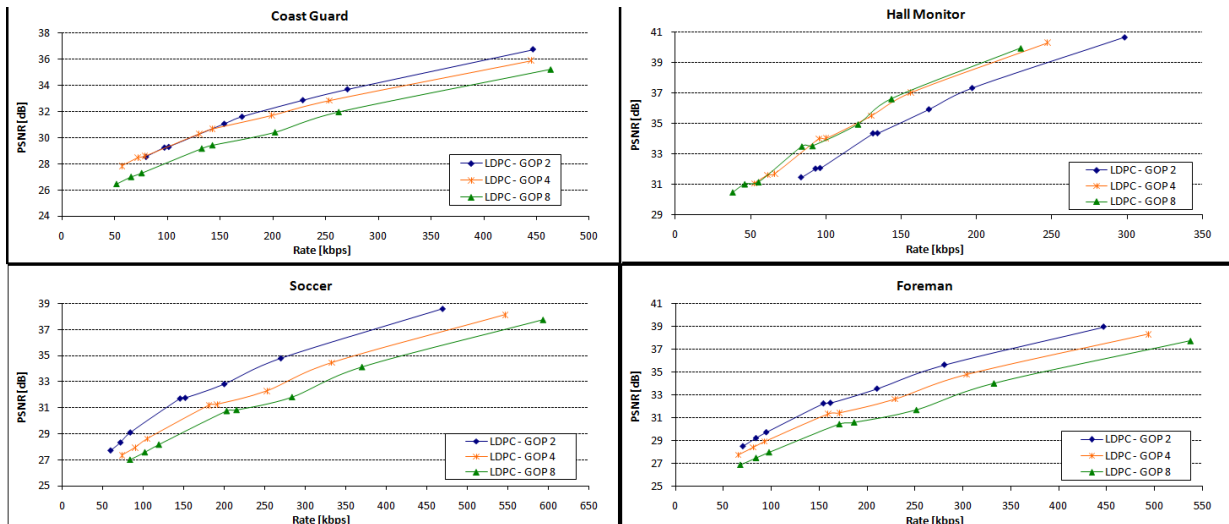 Coast Guard
38
36
34
32
30
28
26
24
PSNR [dB]
LDPC - GOP 2
LDPC - GOP 4
LDPC - GOP 8
0 50 100 150 200 250 300 350 400 450 500
Rate [kbps]
Hall Monitor
41
39
37
35
33
31
29
PSNR [dB]
LDPC - GOP 2
LDPC - GOP 4
LDPC - GOP 8
0 50 100 150 200 250 300 350
Rate [kbps]
Soccer
39
37
35
33
31
29
27
25
PSNR [dB]
LDPC - GOP 2
LDPC - GOP 4
LDPC - GOP 8
0 50 100 150 200 250 300 350 400 450 500 550 600 650
Rate [kbps]
Foreman
41
39
37
35
33
31
29
27
25
PSNR [dB]
LDPC - GOP 2
LDPC - GOP 4
LDPC - GOP 8
0 50 100 150 200 250 300 350 400 450 500 550
Rate [kbps]